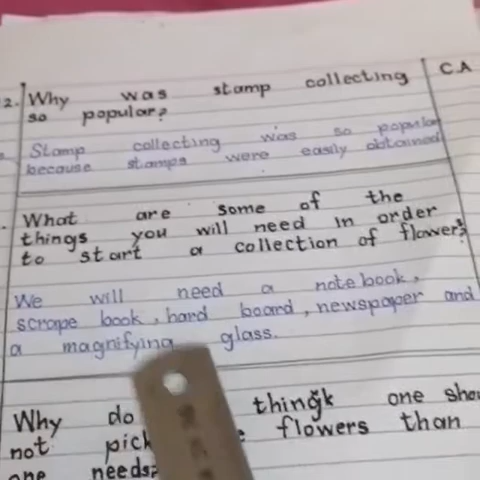 2. Why was stamp collecting C.A
so popular?
Stamp collecting was so popular
because stamps were easily obtained
What are some of the
things you will need in order
to start a collection of flowers?
We will need a note book,
scrape book, hard board, newspaper and
a magnifying glass.
Why do thingk one
not flowers than
one needs?